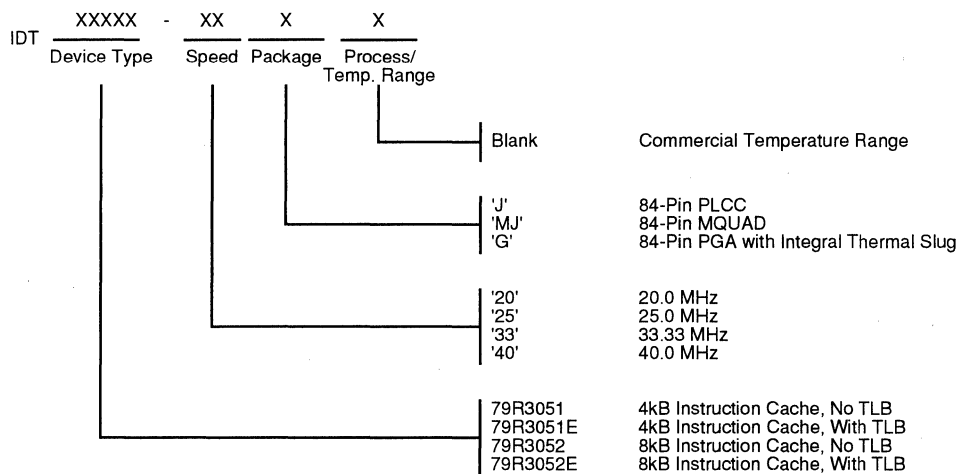 XXXXX - XX X X
IDT
Device Type Speed Package Process/
Temp. Range
Blank Commercial Temperature Range
'J' 84-Pin PLCC
'MJ' 84-Pin MQUAD
'G' 84-Pin PGA with Integral Thermal Slug
'20' 20.0 MHz
'25' 25.0 MHz
'33' 33.33 MHz
'40' 40.0 MHz
79R3051 4kB Instruction Cache, No TLB
79R3051E 4kB Instruction Cache, With TLB
79R3052 8kB Instruction Cache, No TLB
79R3052E 8kB Instruction Cache, With TLB